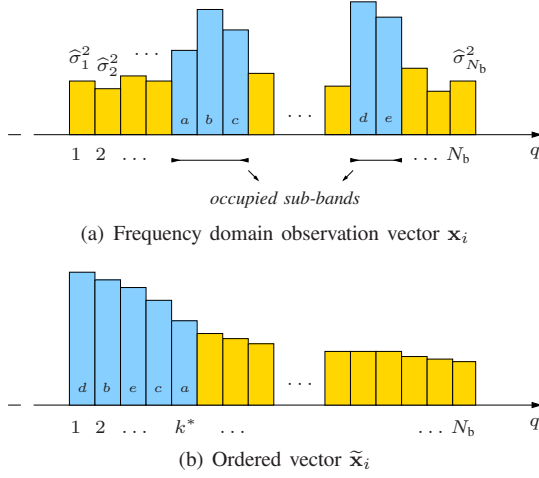 σ̂₁² σ̂₂² ... σ̂²_{N_b}
a b c ... d e
1 2 ... ... N_b q
occupied sub-bands
(a) Frequency domain observation vector x_i
d b e c a ...
1 2 ... k* ... ... N_b q
(b) Ordered vector x̃_i